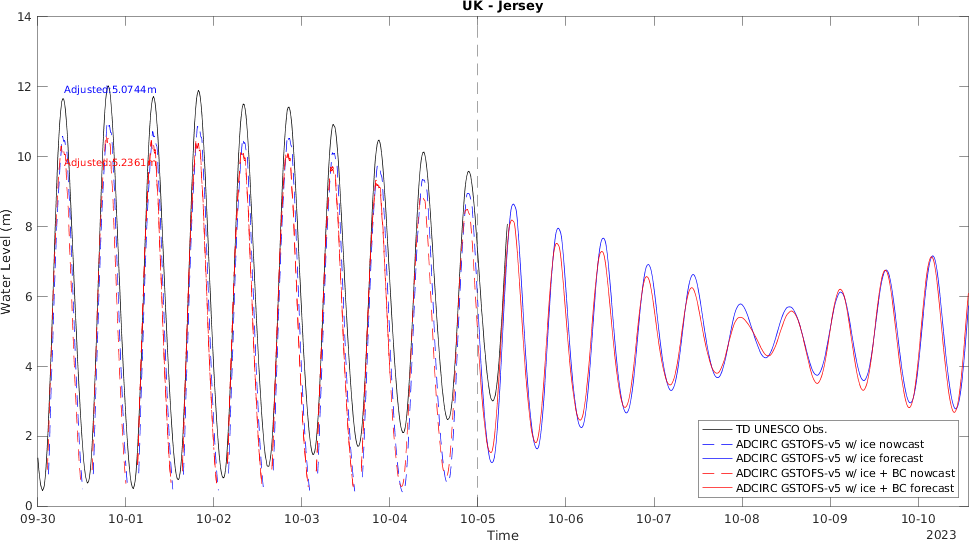 UK - Jersey
14
12
10
8
6
4
2
0
Water Level (m)
Adjusted:5.0744m
Adjusted:5.2361m
TD UNESCO Obs.
ADCIRC GSTOFS-v5 w/ ice nowcast
ADCIRC GSTOFS-v5 w/ ice forecast
ADCIRC GSTOFS-v5 w/ ice + BC nowcast
ADCIRC GSTOFS-v5 w/ ice + BC forecast
09-30 10-01 10-02 10-03 10-04 10-05 10-06 10-07 10-08 10-09 10-10
Time
2023